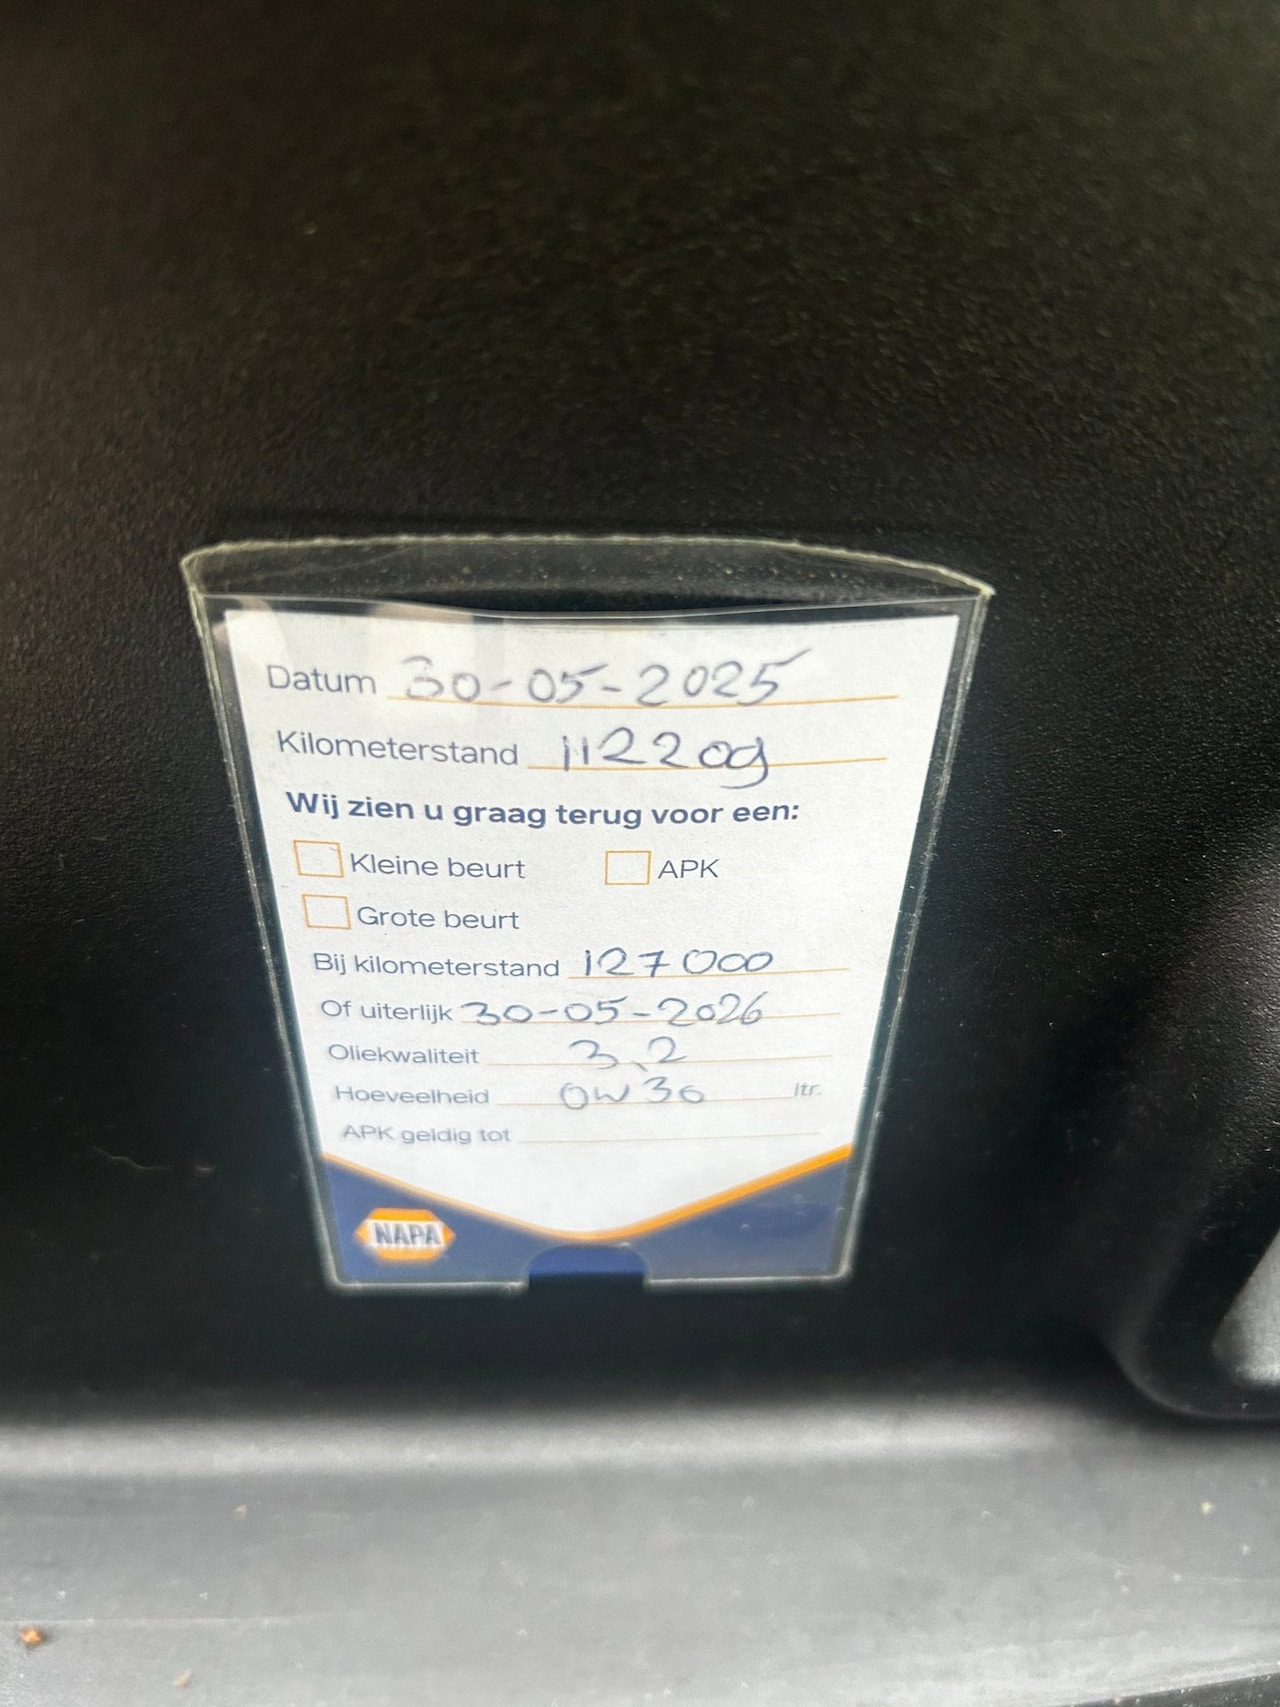 Datum 30-05-2025
Kilometerstand 112209
Wij zien u graag terug voor een:
Kleine beurt APK
Grote beurt
Bij kilometerstand 127000
Of uiterlijk 30-05-2026
Oliekwaliteit 3,2
Hoeveelheid 0W30 ltr.
APK geldig tot
NAPA